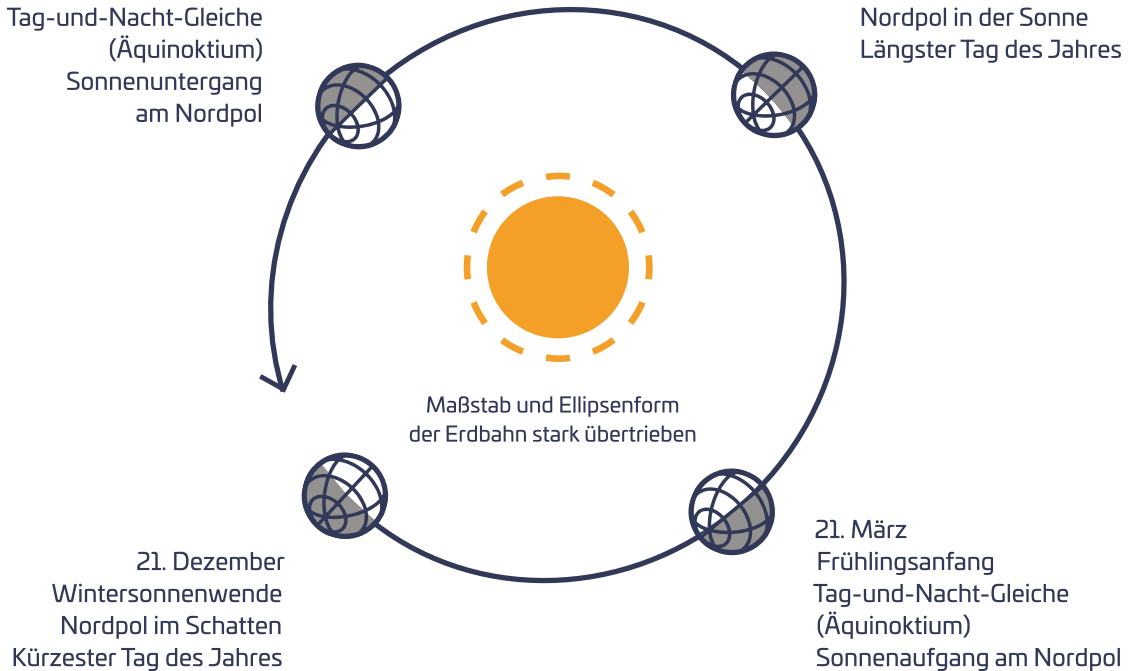 Tag-und-Nacht-Gleiche
(Äquinoktium)
Sonnenuntergang
am Nordpol
Nordpol in der Sonne
Längster Tag des Jahres
Maßstab und Ellipsenform
der Erdbahn stark übertrieben
21. Dezember
Wintersonnenwende
Nordpol im Schatten
Kürzester Tag des Jahres
21. März
Frühlingsanfang
Tag-und-Nacht-Gleiche
(Äquinoktium)
Sonnenaufgang am Nordpol